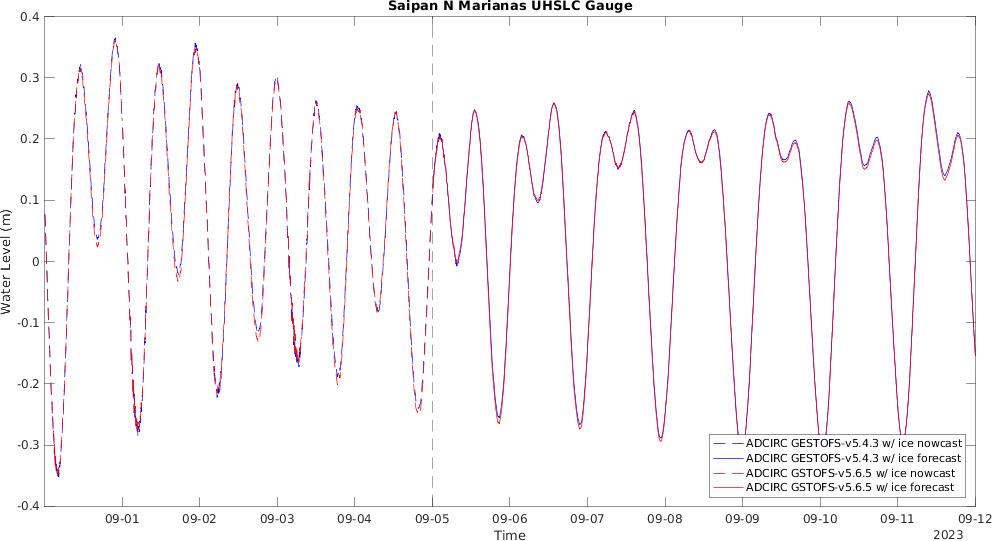 Saipan N Marianas UHSLC Gauge
0.4
0.3
0.2
0.1
0
-0.1
-0.2
-0.3
-0.4
Water Level (m)
ADCIRC GESTOFS-v5.4.3 w/ ice nowcast
ADCIRC GESTOFS-v5.4.3 w/ ice forecast
ADCIRC GSTOFS-v5.6.5 w/ ice nowcast
ADCIRC GSTOFS-v5.6.5 w/ ice forecast
09-01 09-02 09-03 09-04 09-05 09-06 09-07 09-08 09-09 09-10 09-11 09-12
Time
2023